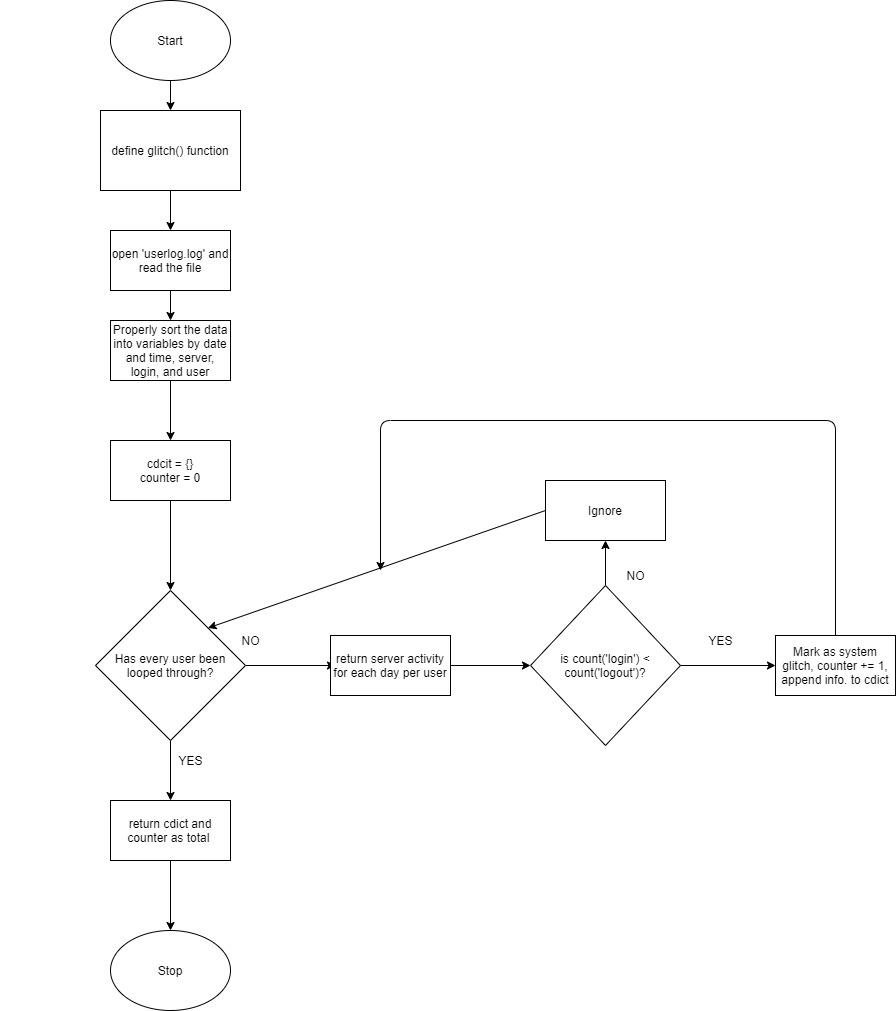 Start
define glitch() function
open 'userlog.log' and
read the file
Properly sort the data
into variables by date
and time, server,
login, and user
cdcit = {}
counter = 0
Ignore
NO
Has every user been
looped through?
NO
return server activity
for each day per user
is count('login') <
count('logout')?
YES
Mark as system
glitch, counter += 1,
append info. to cdict
YES
return cdict and
counter as total
Stop